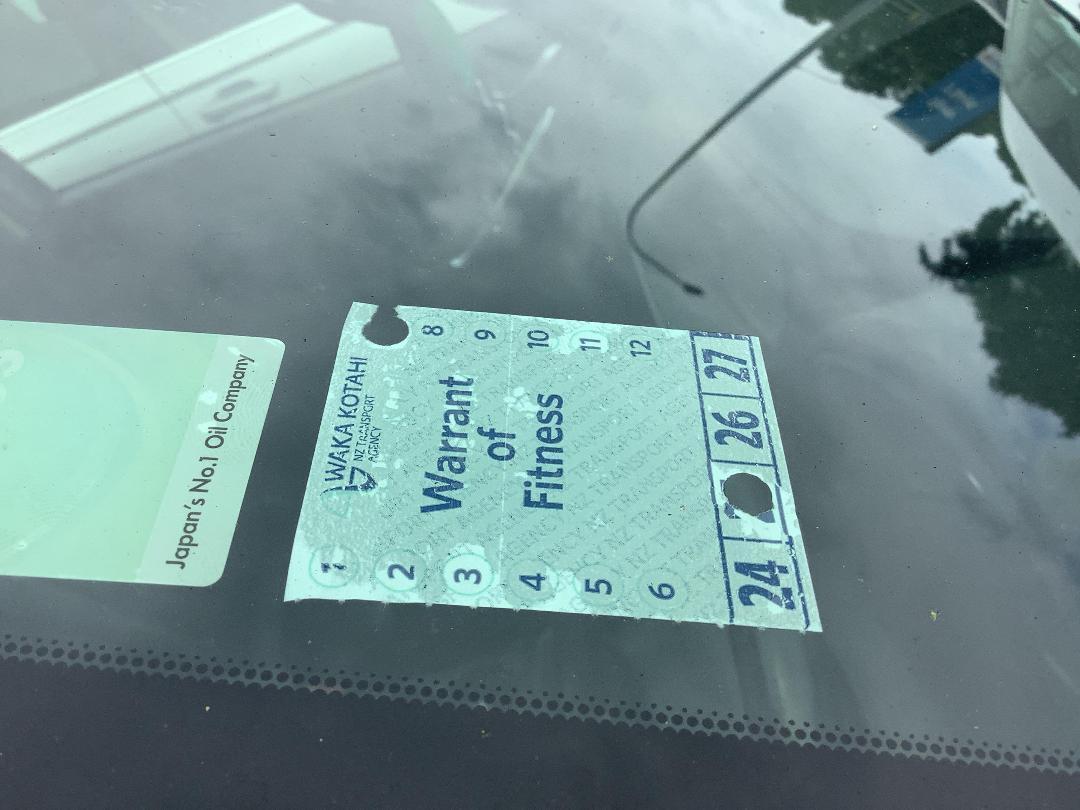 WAKA KOTAHI
NZ TRANSPORT
AGENCY
Warrant
of
Fitness
1
2
3
4
5
6
8
9
10
11
12
24
26
27
Japan's No.1 Oil Company
11